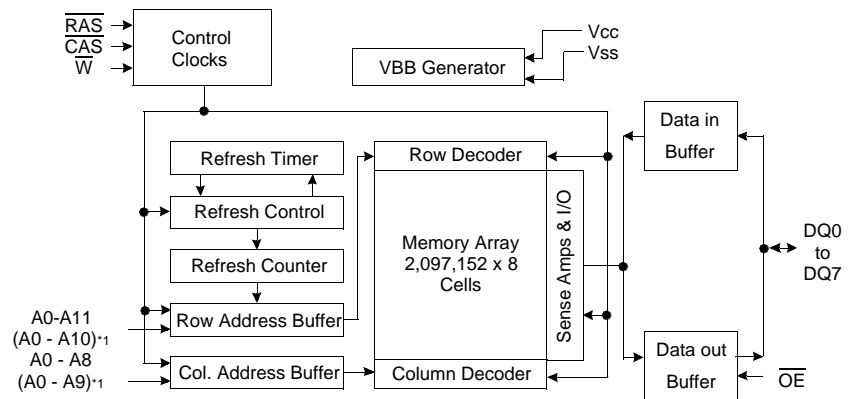 RAS
CAS
W
Control
Clocks
VBB Generator
Vcc
Vss
Data in
Buffer
Refresh Timer
Row Decoder
Refresh Control
Memory Array
2,097,152 x 8
Cells
Sense Amps & I/O
DQ0
to
DQ7
Refresh Counter
A0-A11
(A0 - A10)*1
A0 - A8
(A0 - A9)*1
Row Address Buffer
Col. Address Buffer
Column Decoder
Data out
Buffer
OE